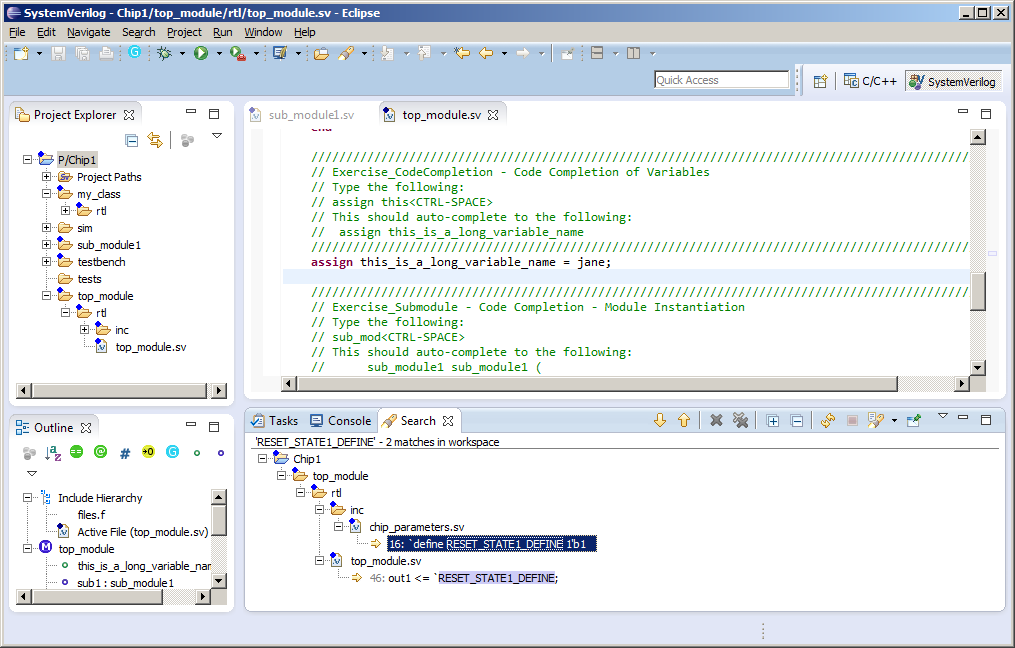 SystemVerilog - Chip1/top_module/rtl/top_module.sv - Eclipse
File Edit Navigate Search Project Run Window Help
Quick Access
C/C++
SystemVerilog
Project Explorer
P/Chip1
Project Paths
my_class
rtl
sim
sub_module1
testbench
tests
top_module
rtl
inc
top_module.sv
sub_module1.sv
top_module.sv
end
//////////////////////////////////////////////////////////////////////////////////////////////
// Exercise_CodeCompletion - Code Completion of Variables
// Type the following:
// assign this<CTRL-SPACE>
// This should auto-complete to the following:
//  assign this_is_a_long_variable_name
//////////////////////////////////////////////////////////////////////////////////////////////
assign this_is_a_long_variable_name = jane;
//////////////////////////////////////////////////////////////////////////////////////////////
// Exercise_Submodule - Code Completion - Module Instantiation
// Type the following:
// sub_mod<CTRL-SPACE>
// This should auto-complete to the following:
//      sub_module1 sub_module1 (
Outline
Include Hierarchy
files.f
Active File (top_module.sv)
top_module
this_is_a_long_variable_nar
sub1 : sub_module1
Tasks Console Search
'RESET_STATE1_DEFINE' - 2 matches in workspace
Chip1
top_module
rtl
inc
chip_parameters.sv
16: `define RESET_STATE1_DEFINE 1'b1
top_module.sv
46: out1 <= `RESET_STATE1_DEFINE;